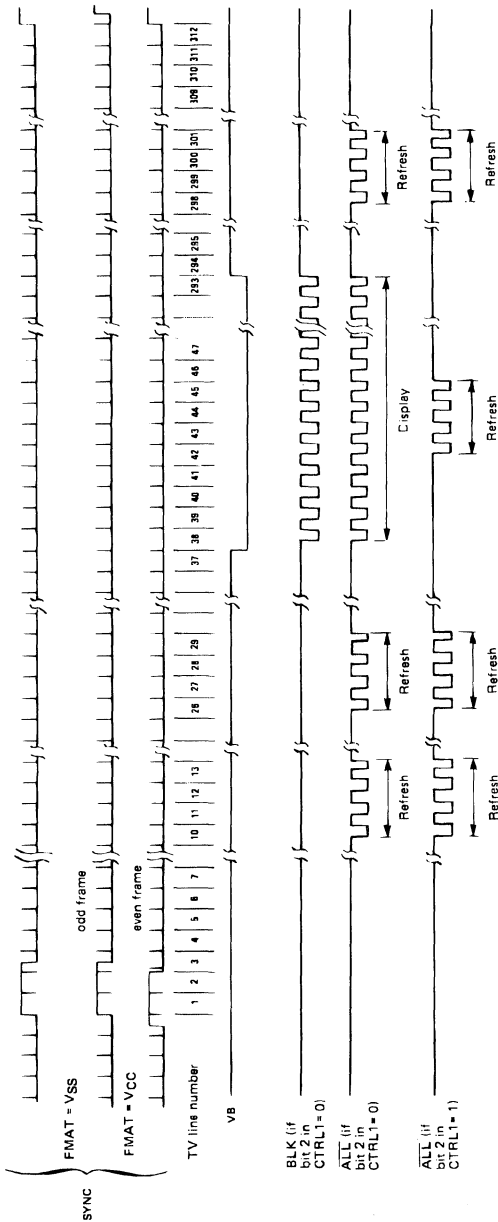 SYNC
FMAT = VSS
odd frame
FMAT = VCC
even frame
TV line number 1 2 3 4 5 6 7 10 11 12 13 26 27 28 29 37 38 39 40 41 42 43 44 45 46 47 293 294 295 298 299 300 301 309 310 311 312
VB
BLK (if
bit 2 in
CTRL1= 0)
ALL (if
bit 2 in
CTRL1= 0)
Refresh Refresh Display Refresh
ALL (if
bit 2 in
CTRL1= 1)
Refresh Refresh Refresh Refresh